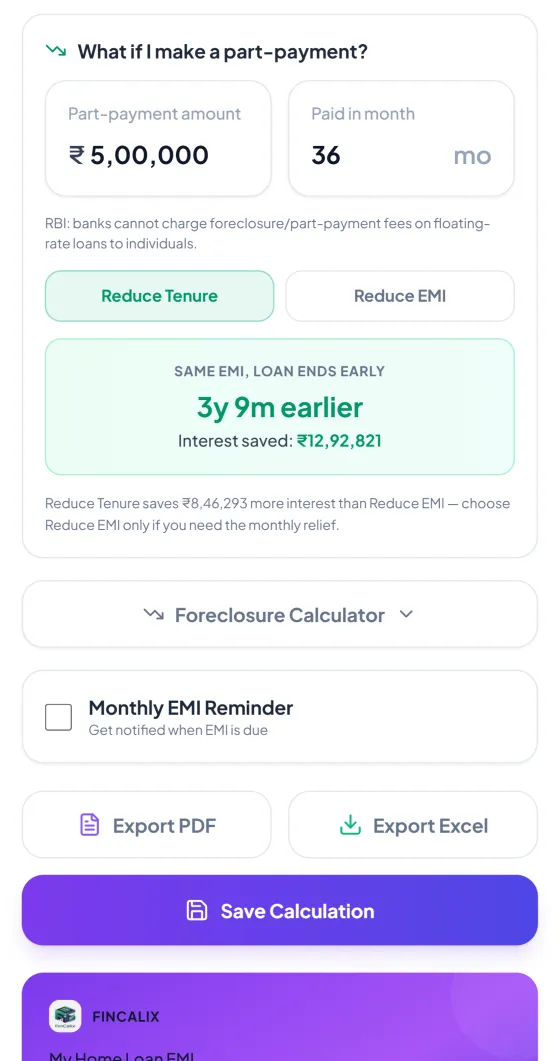 What if I make a part-payment?
Part-payment amount
₹ 5,00,000
Paid in month
36 mo
RBI: banks cannot charge foreclosure/part-payment fees on floating-
rate loans to individuals.
Reduce Tenure
Reduce EMI
SAME EMI, LOAN ENDS EARLY
3y 9m earlier
Interest saved: ₹12,92,821
Reduce Tenure saves ₹8,46,293 more interest than Reduce EMI — choose
Reduce EMI only if you need the monthly relief.
Foreclosure Calculator
Monthly EMI Reminder
Get notified when EMI is due
Export PDF
Export Excel
Save Calculation
FINCALIX
My Home Loan EMI